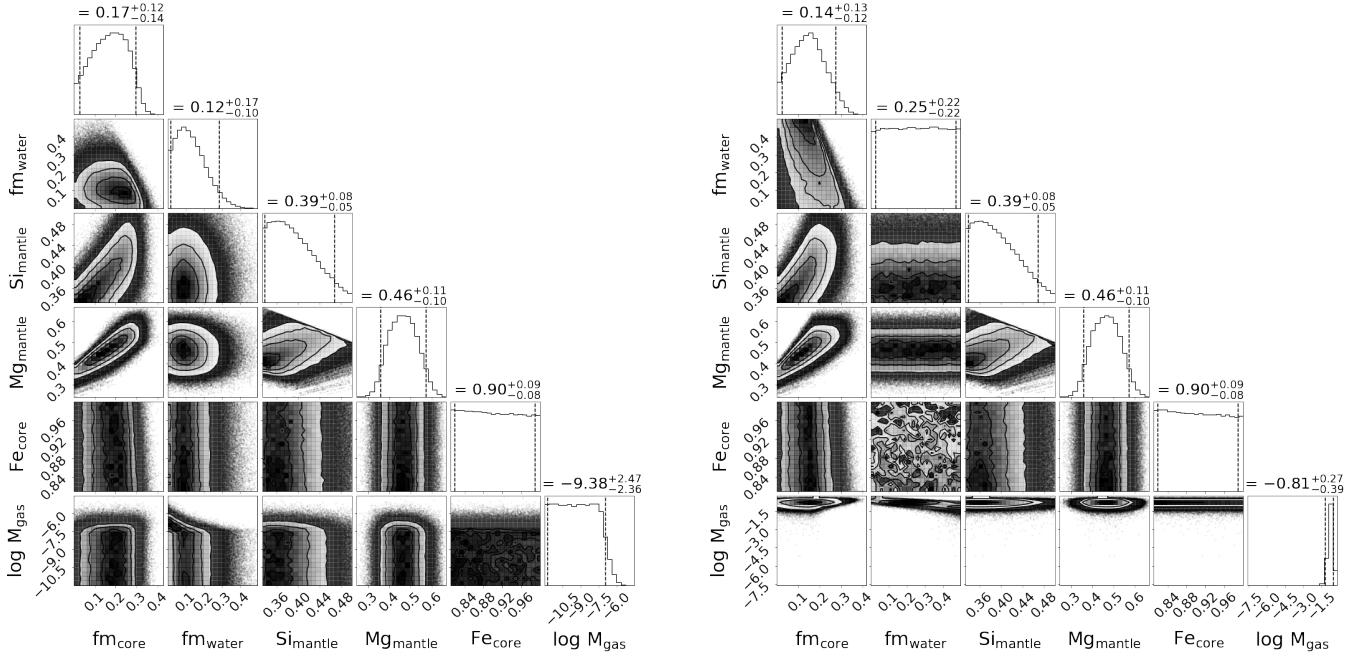 = 0.17^{+0.12}_{-0.14}
= 0.12^{+0.17}_{-0.10}
= 0.39^{+0.08}_{-0.05}
= 0.46^{+0.11}_{-0.10}
= 0.90^{+0.09}_{-0.08}
= −9.38^{+2.47}_{-2.36}
fm_water
0.4
0.3
0.2
0.1
Si_mantle
0.48
0.44
0.40
0.36
Mg_mantle
0.6
0.5
0.4
0.3
Fe_core
0.96
0.92
0.88
0.84
log M_gas
−6.0
−7.5
−9.0
−10.5
0.1 0.2 0.3 0.4
0.1 0.2 0.3 0.4
0.36 0.40 0.44 0.48
0.3 0.4 0.5 0.6
0.84 0.88 0.92 0.96
−10.5 −9.0 −7.5 −6.0
fm_core fm_water Si_mantle Mg_mantle Fe_core log M_gas
= 0.14^{+0.13}_{-0.12}
= 0.25^{+0.22}_{-0.22}
= 0.39^{+0.08}_{-0.05}
= 0.46^{+0.11}_{-0.10}
= 0.90^{+0.09}_{-0.08}
= −0.81^{+0.27}_{-0.39}
fm_water
0.4
0.3
0.2
0.1
Si_mantle
0.48
0.44
0.40
0.36
Mg_mantle
0.6
0.5
0.4
0.3
Fe_core
0.96
0.92
0.88
0.84
log M_gas
−1.5
−3.0
−4.5
−6.0
−7.5
0.1 0.2 0.3 0.4
0.1 0.2 0.3 0.4
0.36 0.40 0.44 0.48
0.3 0.4 0.5 0.6
0.84 0.88 0.92 0.96
−7.5 −6.0 −4.5 −3.0 −1.5
fm_core fm_water Si_mantle Mg_mantle Fe_core log M_gas